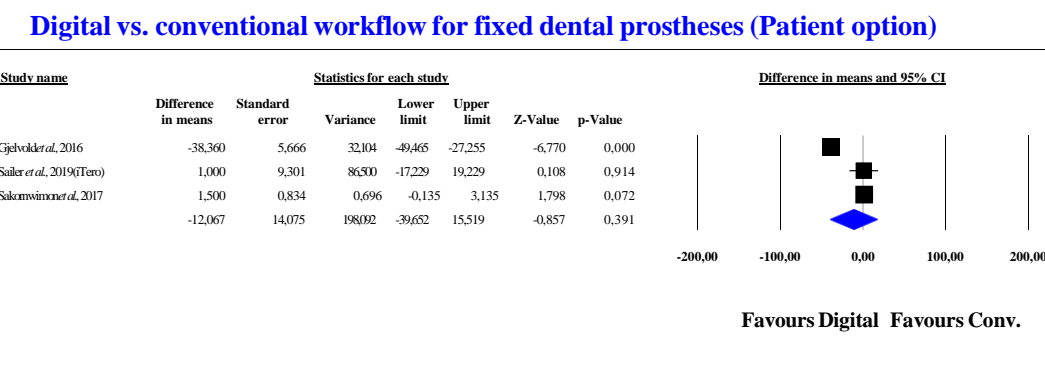 Digital vs. conventional workflow for fixed dental prostheses (Patient option)
Study name Statistics for each study Difference in means and 95% CI
Difference Standard Lower Upper
in means error Variance limit limit Z-Value p-Value
Gjelvold et al., 2016 -38,360 5,666 32,104 -49,465 -27,255 -6,770 0,000
Sailer et al., 2019(iTero) 1,000 9,301 86,500 -17,229 19,229 0,108 0,914
Sakornwimon et al., 2017 1,500 0,834 0,696 -0,135 3,135 1,798 0,072
-12,067 14,075 198,092 -39,652 15,519 -0,857 0,391
-200,00 -100,00 0,00 100,00 200,00
Favours Digital Favours Conv.